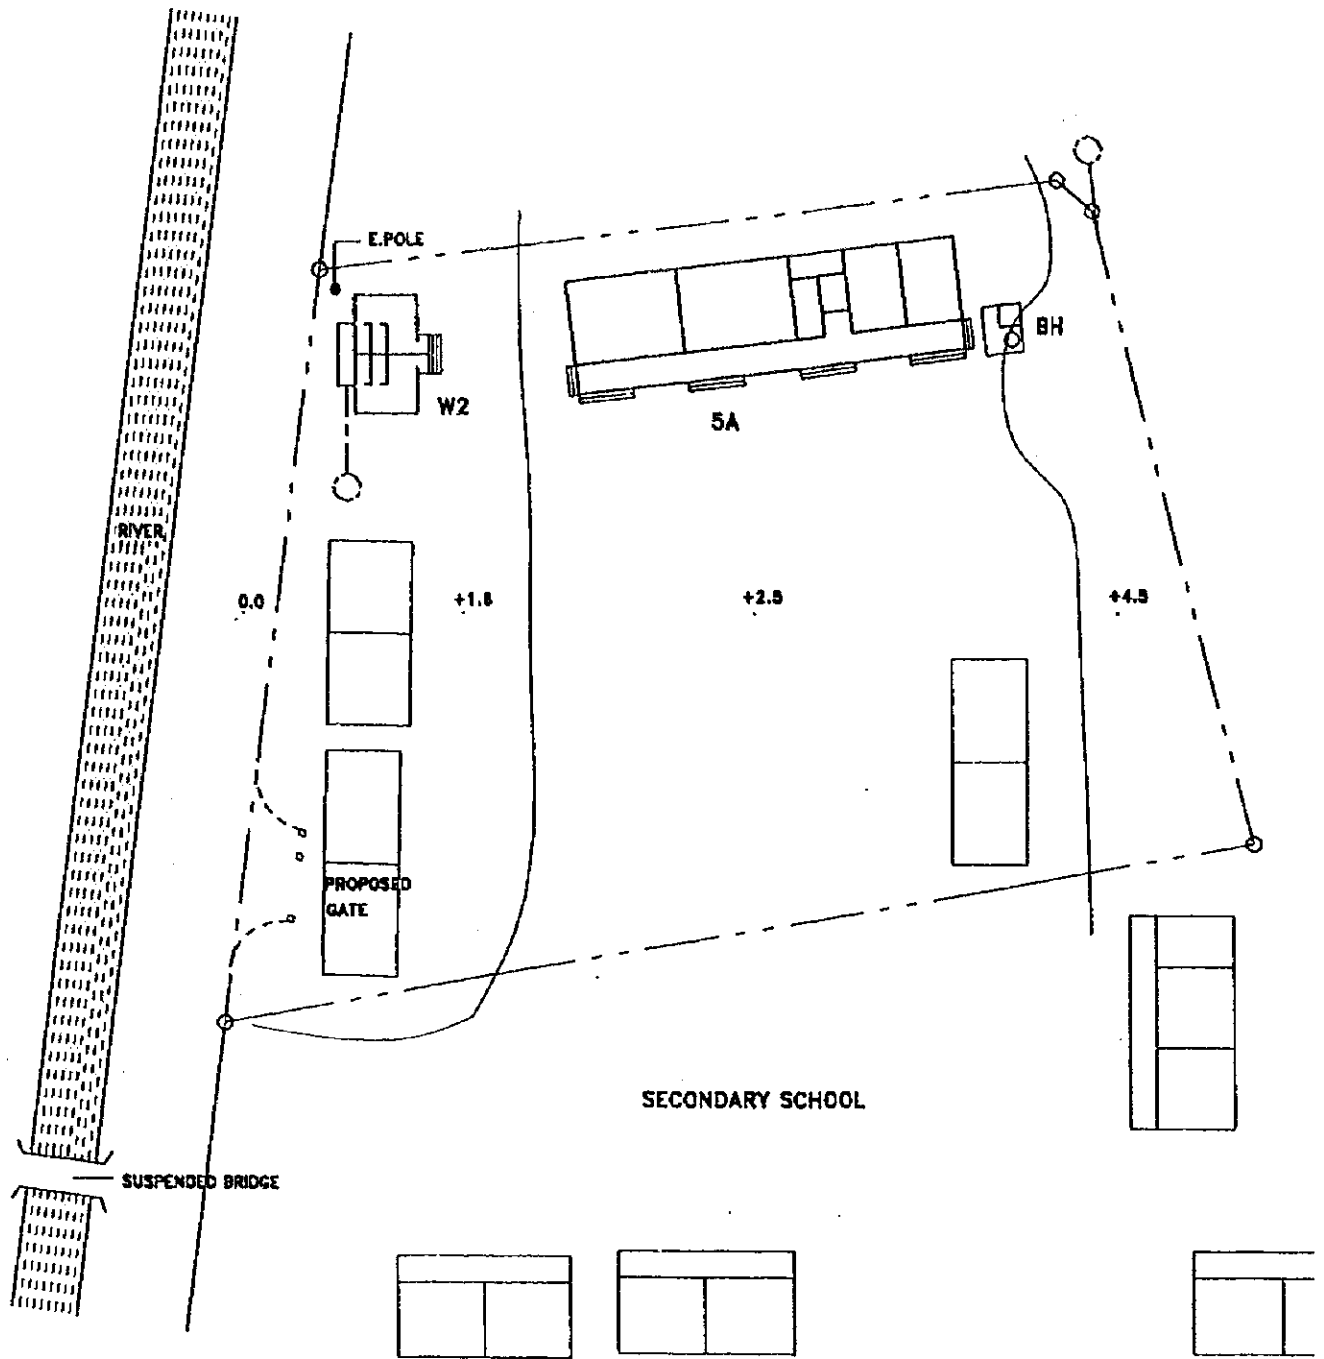 E.POLE
BH
W2
5A
RIVER
0.0
+1.8
+2.5
+4.5
PROPOSED
GATE
SECONDARY SCHOOL
SUSPENDED BRIDGE